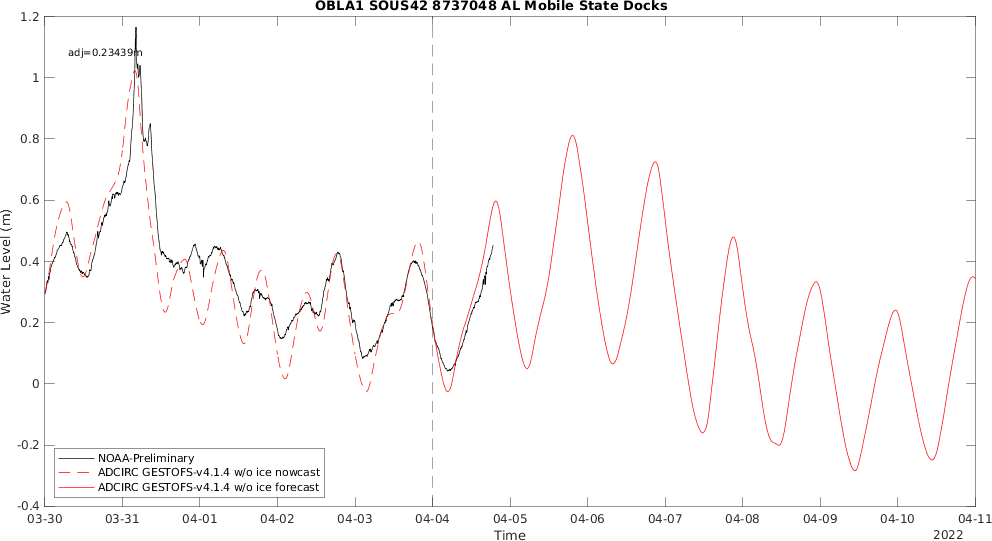 OBLA1 SOUS42 8737048 AL Mobile State Docks
adj=0.23439m
Water Level (m)
1.2
1
0.8
0.6
0.4
0.2
0
-0.2
-0.4
NOAA-Preliminary
ADCIRC GESTOFS-v4.1.4 w/o ice nowcast
ADCIRC GESTOFS-v4.1.4 w/o ice forecast
03-30 03-31 04-01 04-02 04-03 04-04 04-05 04-06 04-07 04-08 04-09 04-10 04-11
Time
2022